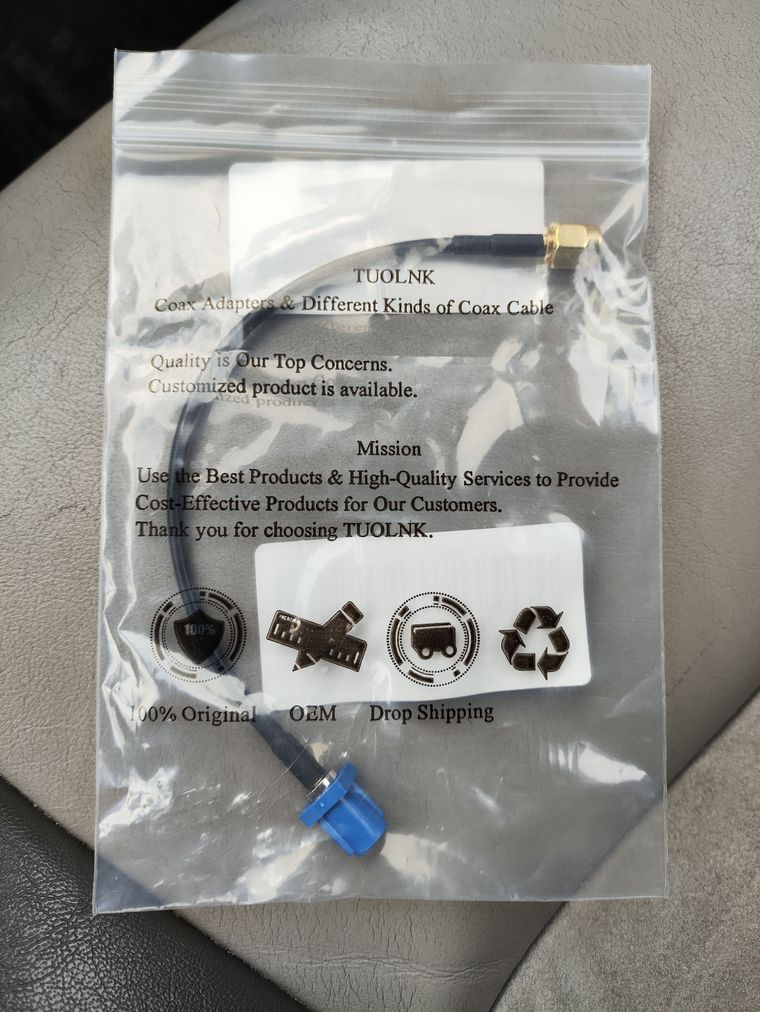 TUOLNK
Coax Adapters & Different Kinds of Coax Cable
Quality is Our Top Concerns.
Customized product is available.
Mission
Use the Best Products & High-Quality Services to Provide
Cost-Effective Products for Our Customers.
Thank you for choosing TUOLNK.
100%
100% Original OEM Drop Shipping